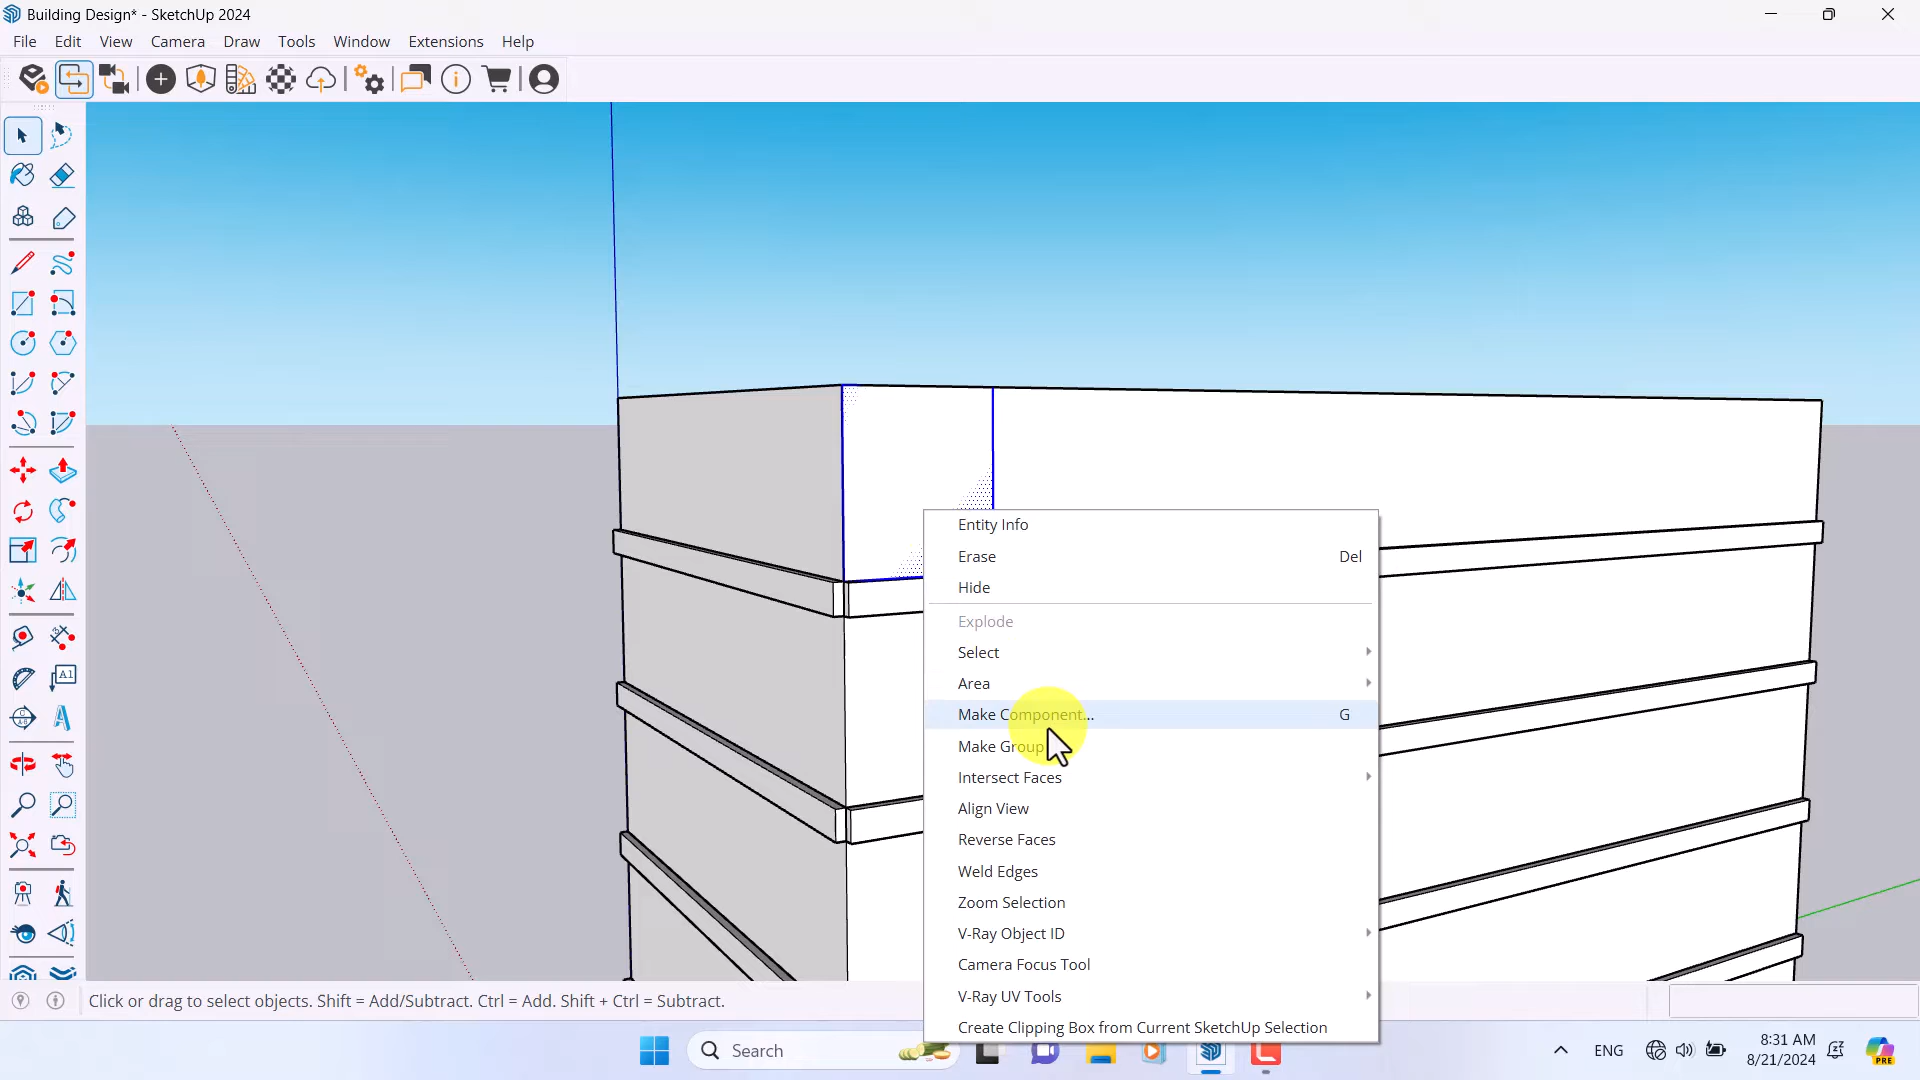 Building Design* - SketchUp 2024
File Edit View Camera Draw Tools Window Extensions Help
A1
Entity Info
Erase Del
Hide
Explode
Select
Area
Make Component... G
Make Group
Intersect Faces
Align View
Reverse Faces
Weld Edges
Zoom Selection
V-Ray Object ID
Camera Focus Tool
V-Ray UV Tools
Create Clipping Box from Current SketchUp Selection
Click or drag to select objects. Shift = Add/Subtract. Ctrl = Add. Shift + Ctrl = Subtract.
Search
ENG
8:31 AM
8/21/2024
PRE